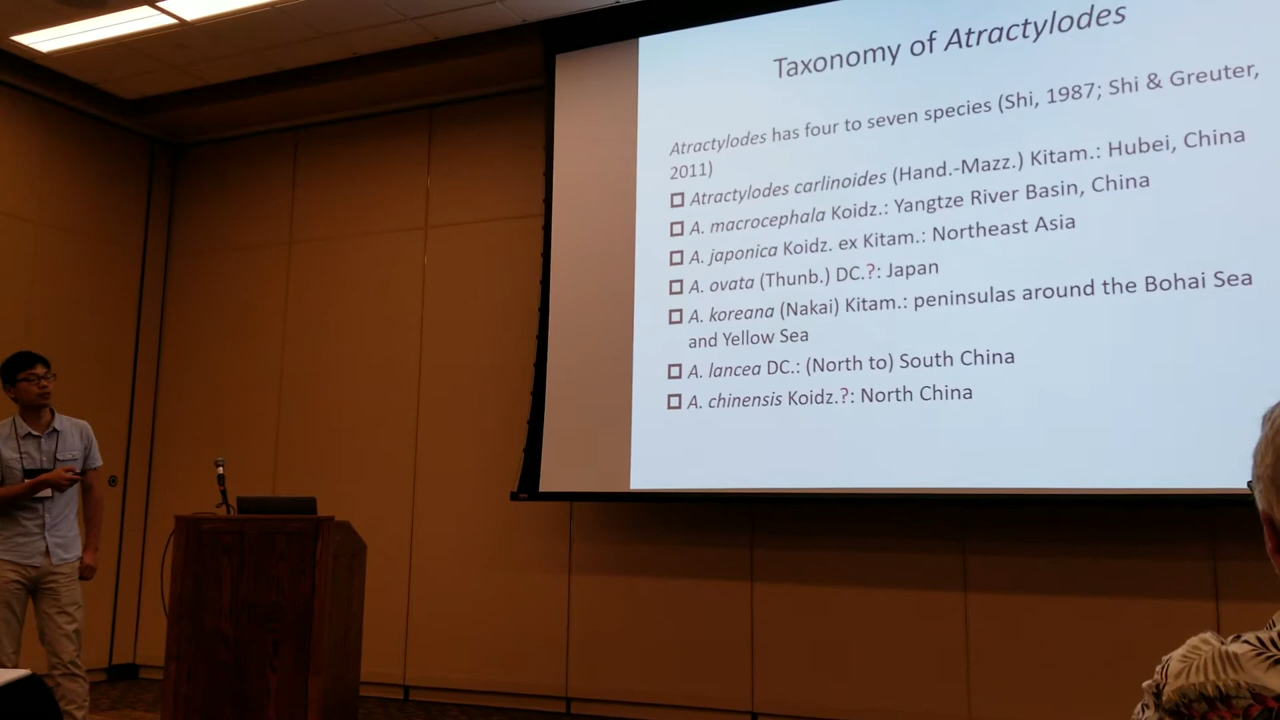 Taxonomy of Atractylodes
Atractylodes has four to seven species (Shi, 1987; Shi & Greuter,
2011)
Atractylodes carlinoides (Hand.-Mazz.) Kitam.: Hubei, China
A. macrocephala Koidz.: Yangtze River Basin, China
A. japonica Koidz. ex Kitam.: Northeast Asia
A. ovata (Thunb.) DC.?: Japan
A. koreana (Nakai) Kitam.: peninsulas around the Bohai Sea
and Yellow Sea
A. lancea DC.: (North to) South China
A. chinensis Koidz.?: North China